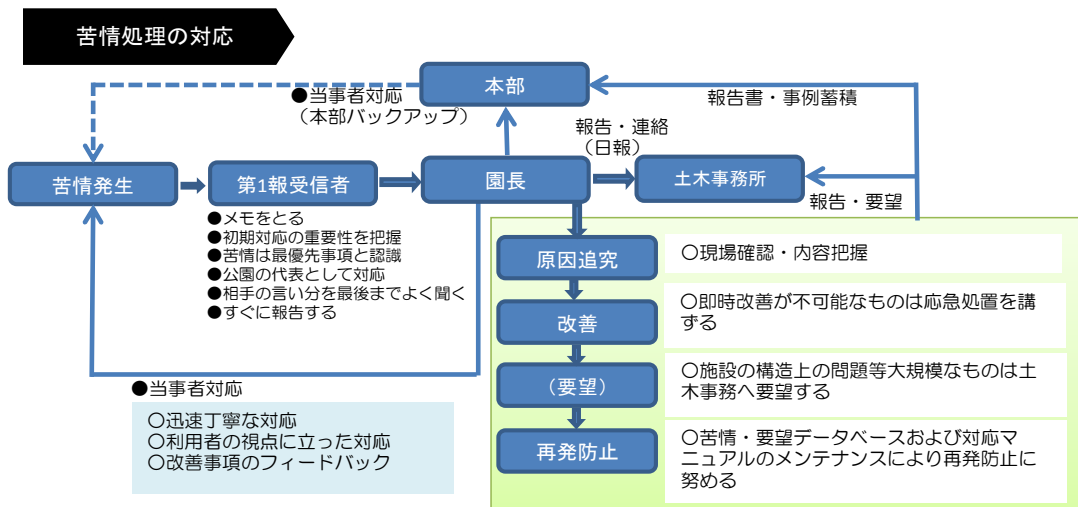 苦情処理の対応
本部
●当事者対応
（本部バックアップ）
報告書・事例蓄積
報告・連絡
（日報）
苦情発生
第1報受信者
園長
土木事務所
報告・要望
●メモをとる
●初期対応の重要性を把握
●苦情は最優先事項と認識
●公園の代表として対応
●相手の言い分を最後までよく聞く
●すぐに報告する
原因追究
〇現場確認・内容把握
改善
〇即時改善が不可能なものは応急処置を講
ずる
（要望）
〇施設の構造上の問題等大規模なものは土
木事務へ要望する
再発防止
〇苦情・要望データベースおよび対応マ
ニュアルのメンテナンスにより再発防止に
努める
●当事者対応
〇迅速丁寧な対応
〇利用者の視点に立った対応
〇改善事項のフィードバック